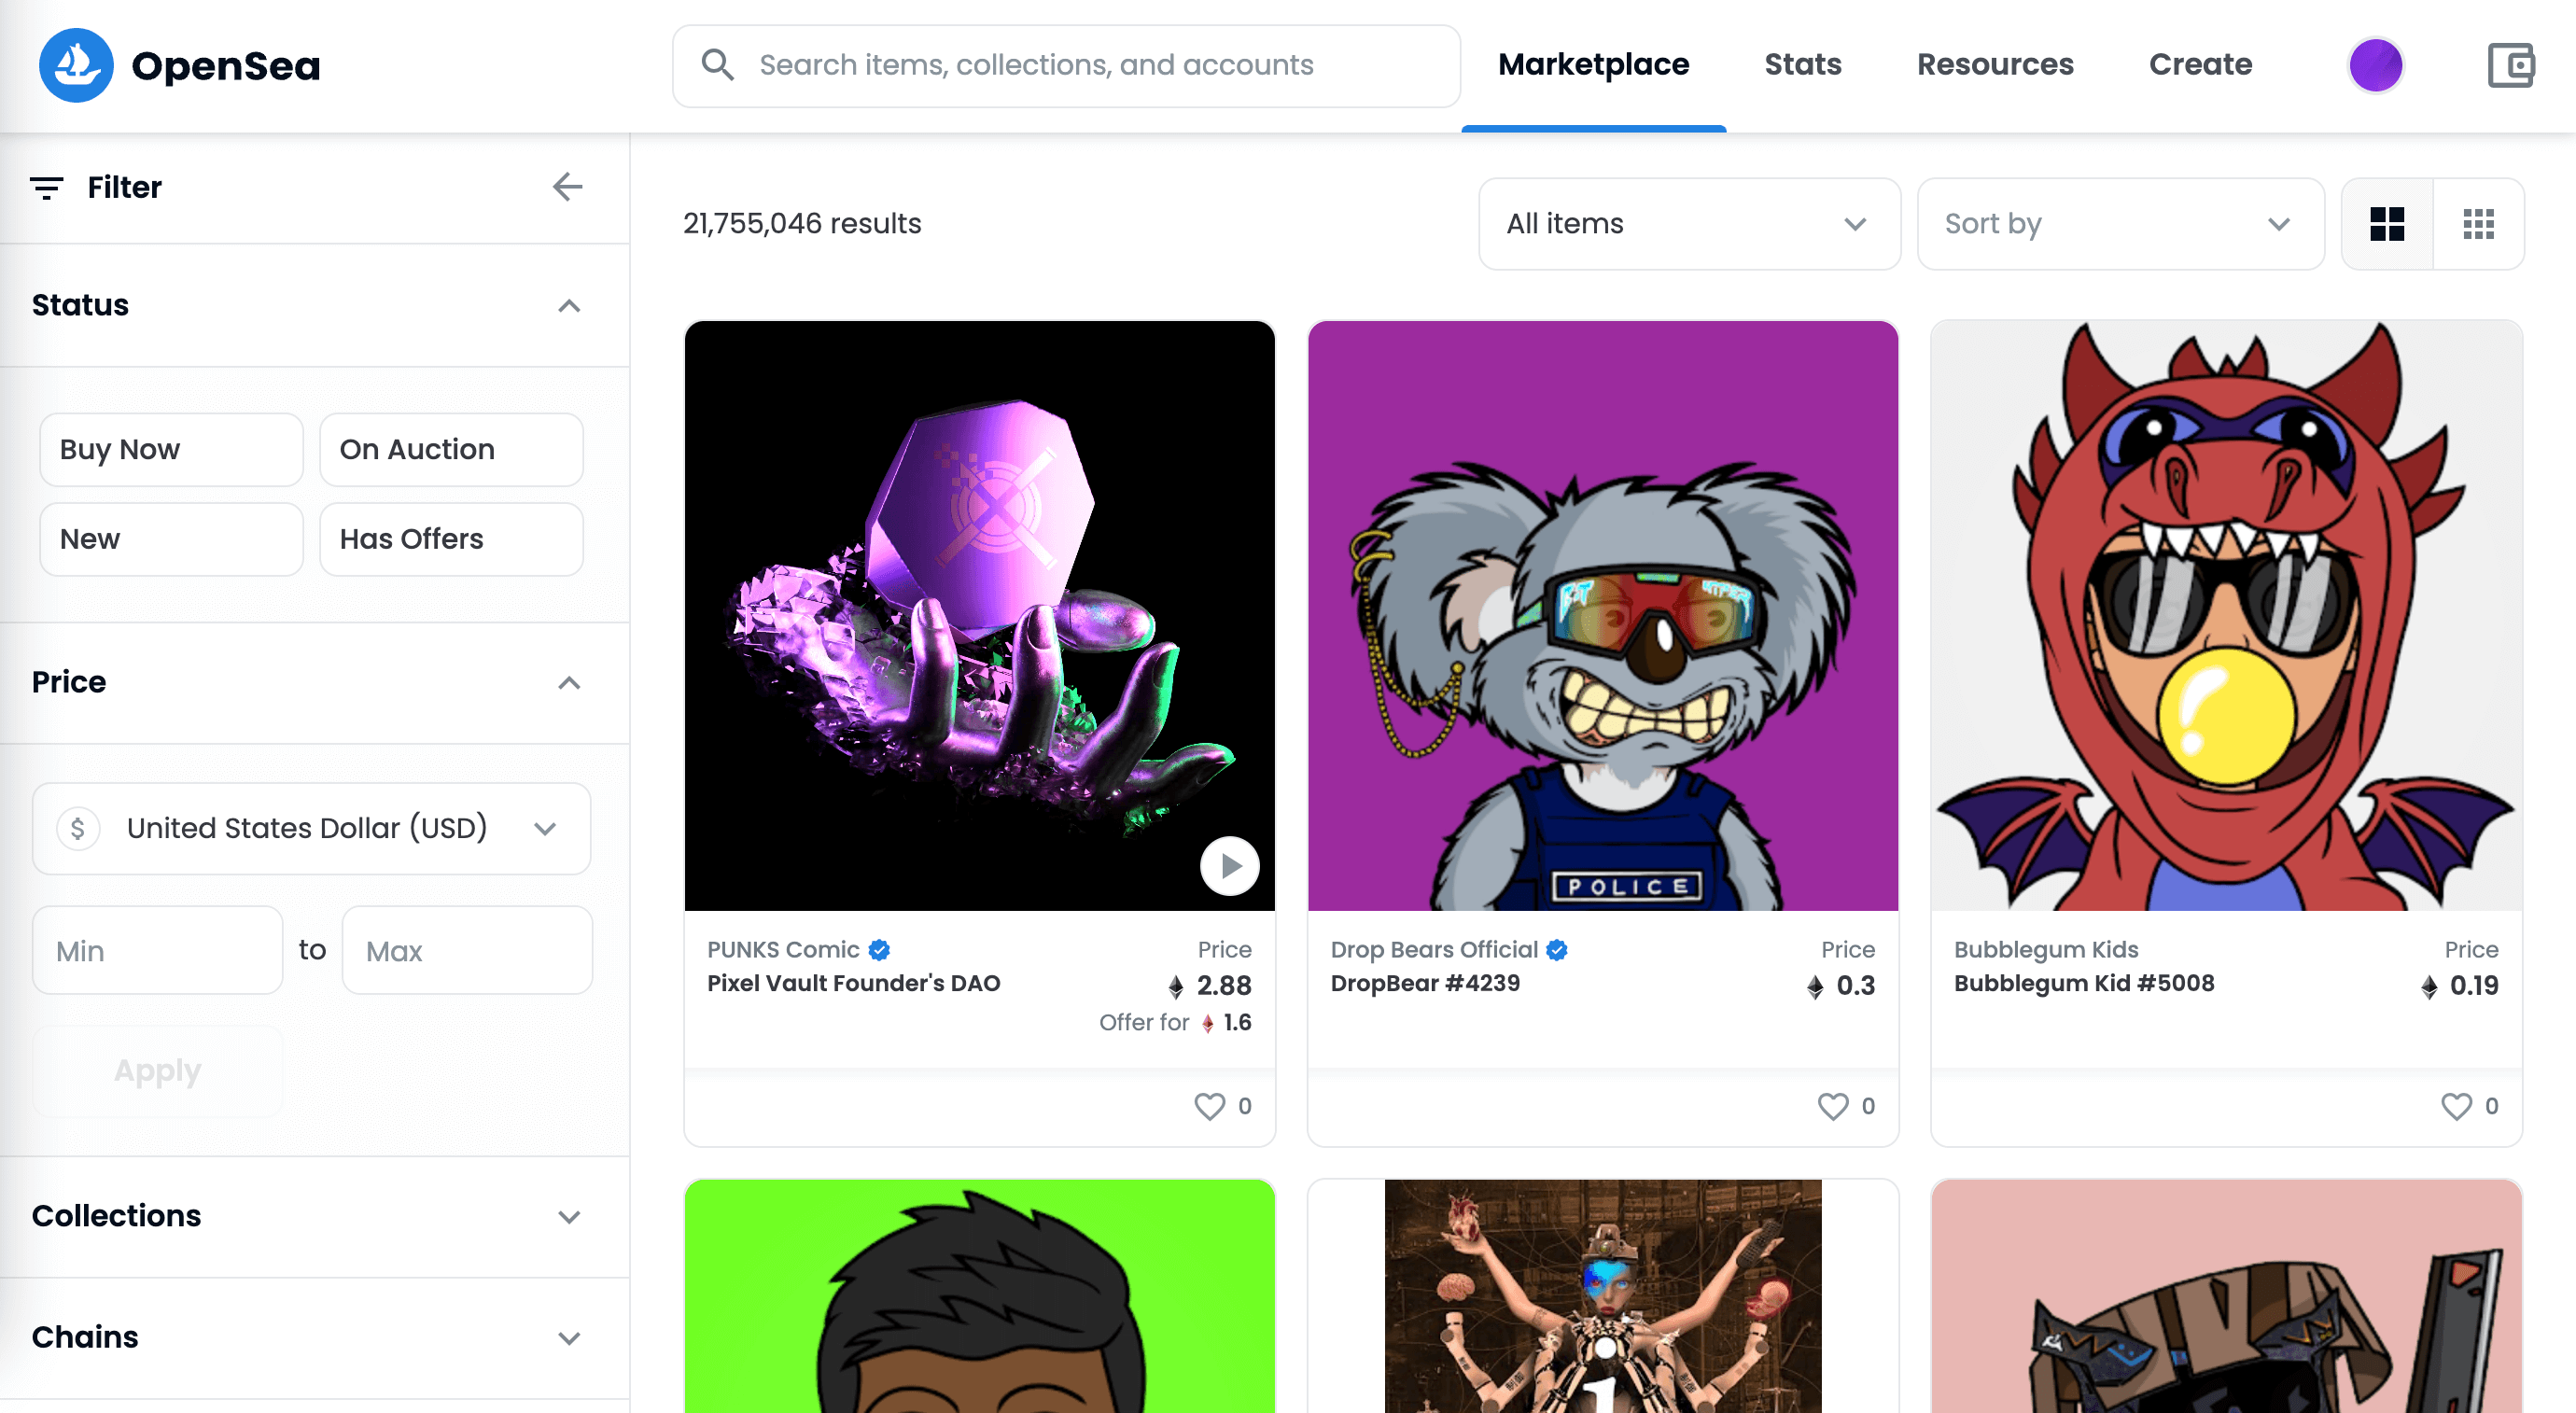 OpenSea
Search items, collections, and accounts
Marketplace
Stats
Resources
Create
Filter
21,755,046 results
All items
Sort by
Status
Buy Now
On Auction
New
Has Offers
Price
$ United States Dollar (USD)
Min
to
Max
Apply
Collections
Chains
POLICE
PUNKS Comic
Price
Pixel Vault Founder's DAO
2.88
Offer for 1.6
0
Drop Bears Official
Price
DropBear #4239
0.3
0
Bubblegum Kids
Price
Bubblegum Kid #5008
0.19
0
1